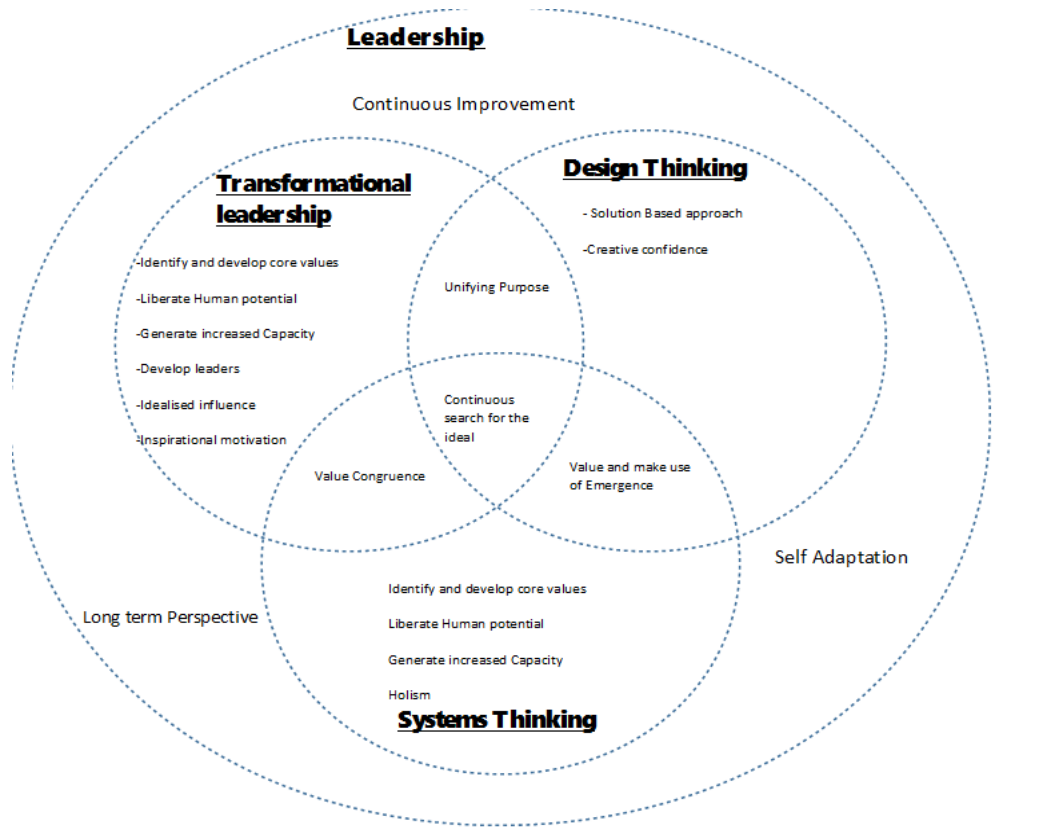 Leadership
Continuous Improvement
Transformational
leadership
-Identify and develop core values
-Liberate Human potential
-Generate increased Capacity
-Develop leaders
-Idealised influence
-Inspirational motivation
Design Thinking
- Solution Based approach
-Creative confidence
Unifying Purpose
Continuous
search for the
ideal
Value Congruence
Value and make use
of Emergence
Self Adaptation
Long term Perspective
Identify and develop core values
Liberate Human potential
Generate increased Capacity
Holism
Systems Thinking